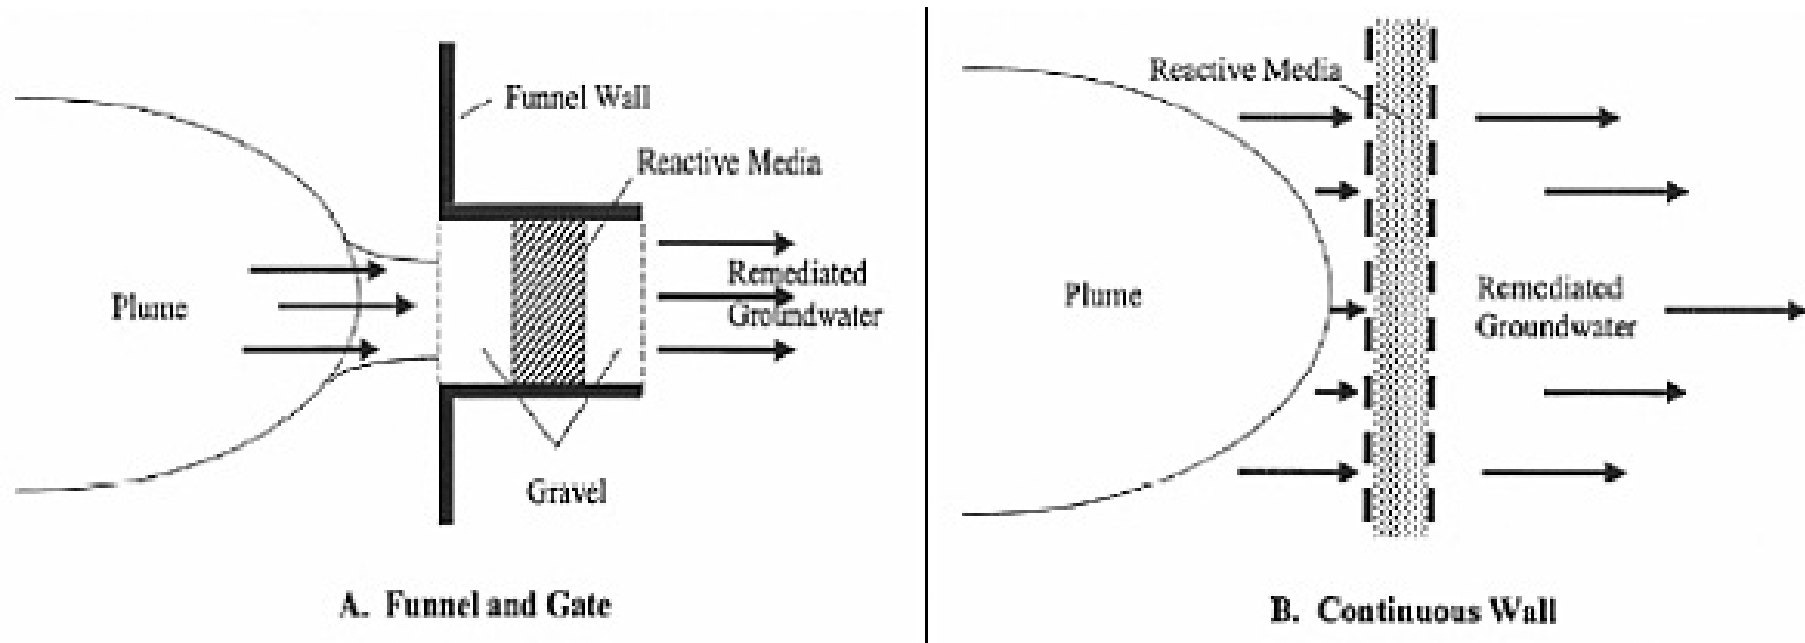 Funnel Wall
Reactive Media
Plume
Remediated
Groundwater
Gravel
A. Funnel and Gate
Reactive Media
Plume
Remediated
Groundwater
B. Continuous Wall